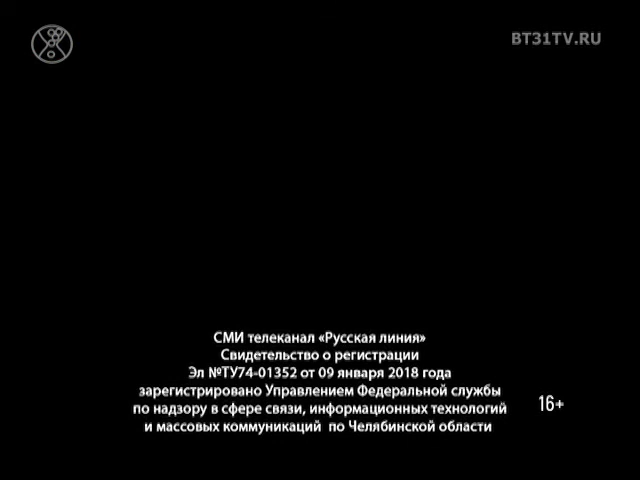 BT31TV.RU
СМИ телеканал «Русская линия»
Свидетельство о регистрации
Эл №ТУ74-01352 от 09 января 2018 года
зарегистрировано Управлением Федеральной службы
по надзору в сфере связи, информационных технологий
и массовых коммуникаций по Челябинской области
16+